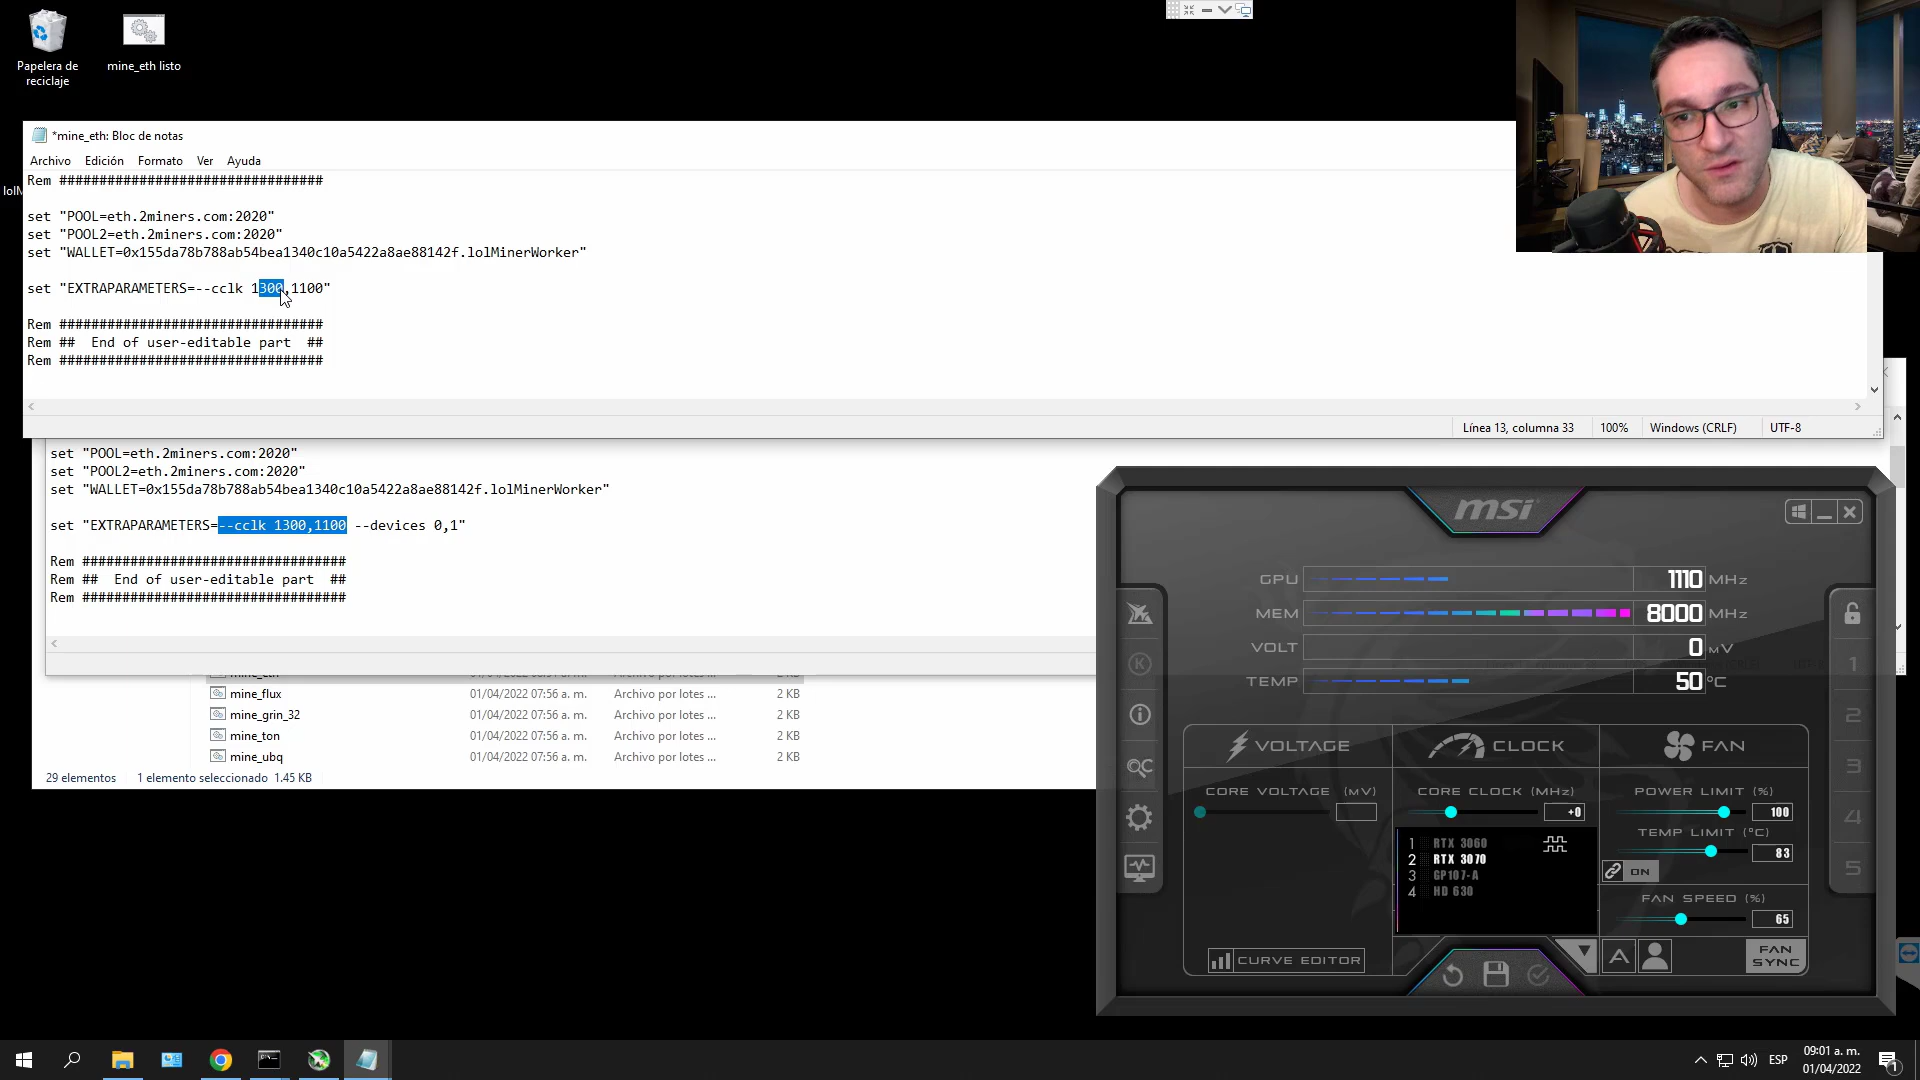 Papelera de
reciclaje
mine_eth listo
*mine_eth: Bloc de notas
Archivo Edición Formato Ver Ayuda
lolM
Rem #################################
set "POOL=eth.2miners.com:2020"
set "POOL2=eth.2miners.com:2020"
set "WALLET=0x155da78b788ab54bea1340c10a5422a8ae88142f.lolMinerWorker"
set "EXTRAPARAMETERS=--cclk 1300,1100"
Rem #################################
Rem ## End of user-editable part ##
Rem #################################
Línea 13, columna 33 100% Windows (CRLF) UTF-8
set "POOL=eth.2miners.com:2020"
set "POOL2=eth.2miners.com:2020"
set "WALLET=0x155da78b788ab54bea1340c10a5422a8ae88142f.lolMinerWorker"
set "EXTRAPARAMETERS=--cclk 1300,1100 --devices 0,1"
Rem #################################
Rem ## End of user-editable part ##
Rem #################################
mine_flux 01/04/2022 07:56 a. m. Archivo por lotes ... 2 KB
mine_grin_32 01/04/2022 07:56 a. m. Archivo por lotes ... 2 KB
mine_ton 01/04/2022 07:56 a. m. Archivo por lotes ... 2 KB
mine_ubq 01/04/2022 07:56 a. m. Archivo por lotes ... 2 KB
29 elementos 1 elemento seleccionado 1.45 KB
msi
GPU 1110 MHz
MEM 8000 MHz
VOLT 0 MV
TEMP 50 °C
K
OC
1
2
3
4
5
VOLTAGE CLOCK FAN
CORE VOLTAGE (MV) CORE CLOCK (MHz) POWER LIMIT (%)
+0 100
TEMP LIMIT (°C)
83
1 RTX 3060
2 RTX 3070
3 GP107-A
4 HD 630
ON
FAN SPEED (%)
65
CURVE EDITOR
A
FAN
SYNC
ESP
09:01 a. m.
01/04/2022
1